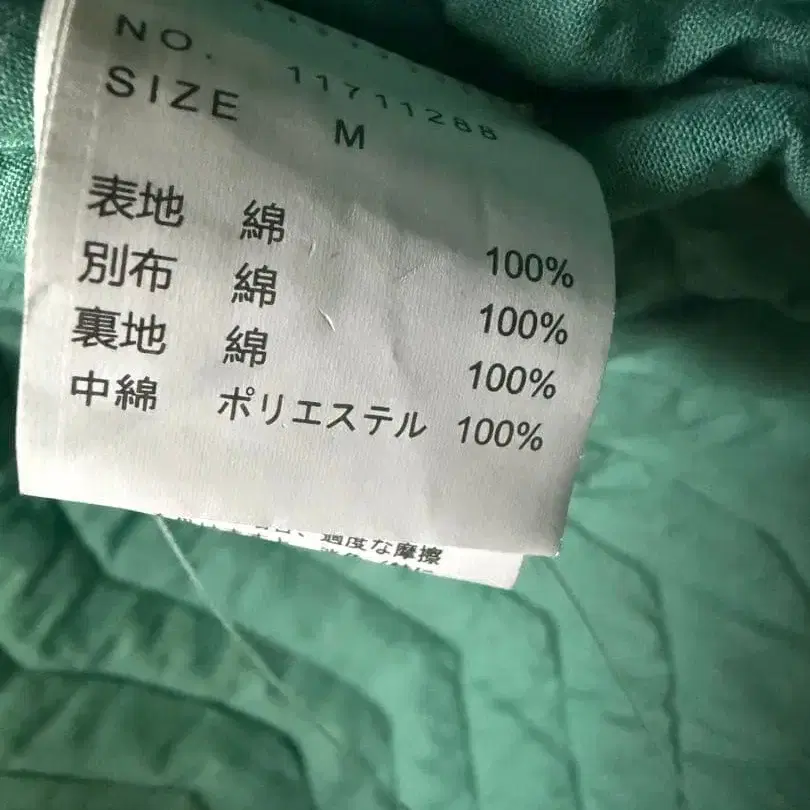 NO. 11711288
SIZE M
表地 綿 100%
別布 綿 100%
裏地 綿 100%
中綿 ポリエステル 100%
、適度な摩擦